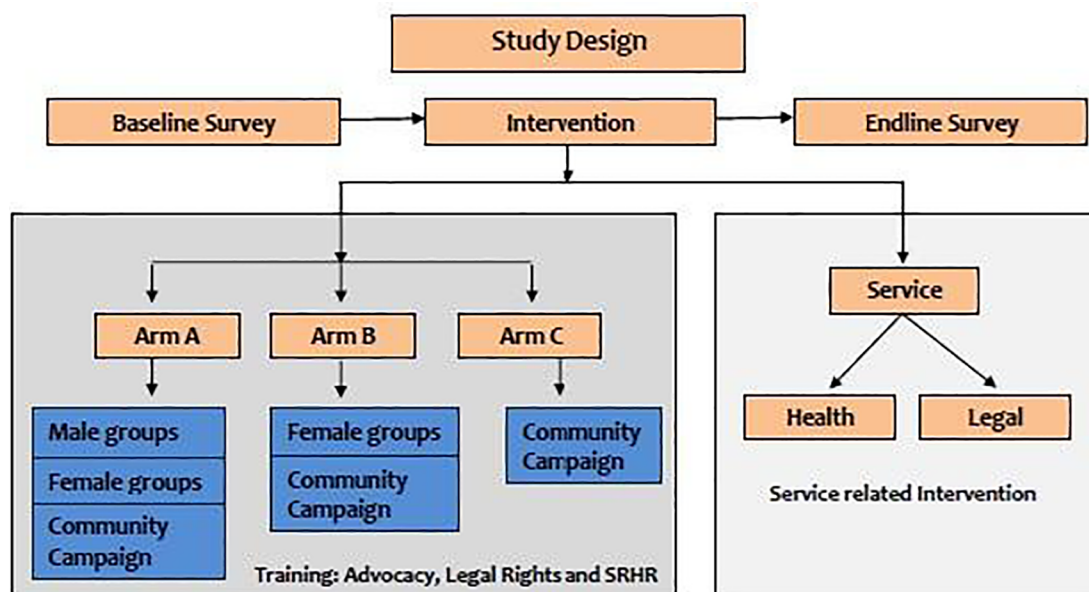 Study Design
Baseline Survey
Intervention
Endline Survey
Arm A
Arm B
Arm C
Male groups
Female groups
Community
Campaign
Female groups
Community
Campaign
Community
Campaign
Training: Advocacy, Legal Rights and SRHR
Service
Health
Legal
Service related Intervention